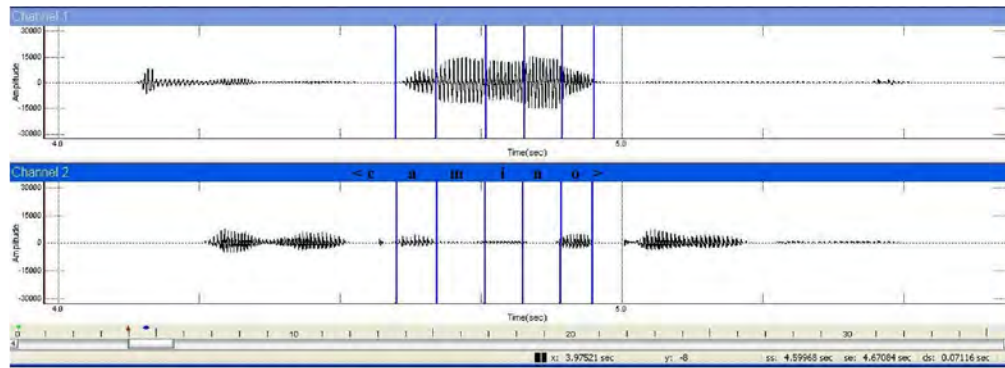 Channel 1
30000
15000
0
-15000
-30000
Amplitude
4.0 5.0
Time(sec)
Channel 2 < c a m i n o >
30000
15000
0
-15000
-30000
Amplitude
4.0 5.0
Time(sec)
0 10 20 30
x: 3.97521 sec y: -8 ss: 4.59968 sec se: 4.67084 sec ds: 0.07116 sec